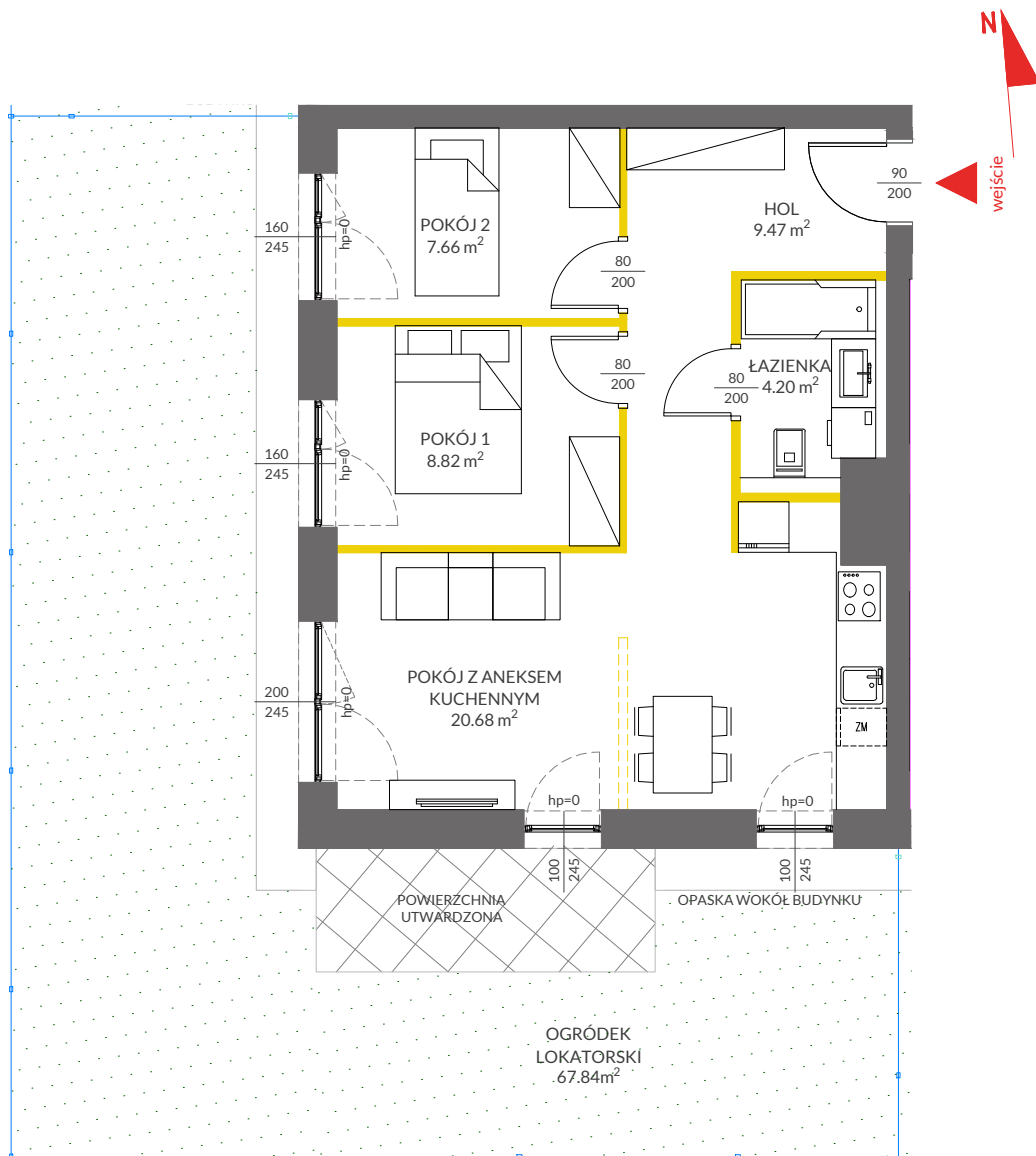 N
wejście
90
200
HOL
9.47 m²
POKÓJ 2
7.66 m²
160
245
hp=0
80
200
80
200
ŁAZIENKA
4.20 m²
80
200
POKÓJ 1
8.82 m²
160
245
hp=0
POKÓJ Z ANEKSEM
KUCHENNYM
20.68 m²
200
245
hp=0
ZM
hp=0
hp=0
100
245
100
245
POWIERZCHNIA
UTWARDZONA
OPASKA WOKÓŁ BUDYNKU
OGRÓDEK
LOKATORSKI
67.84m²